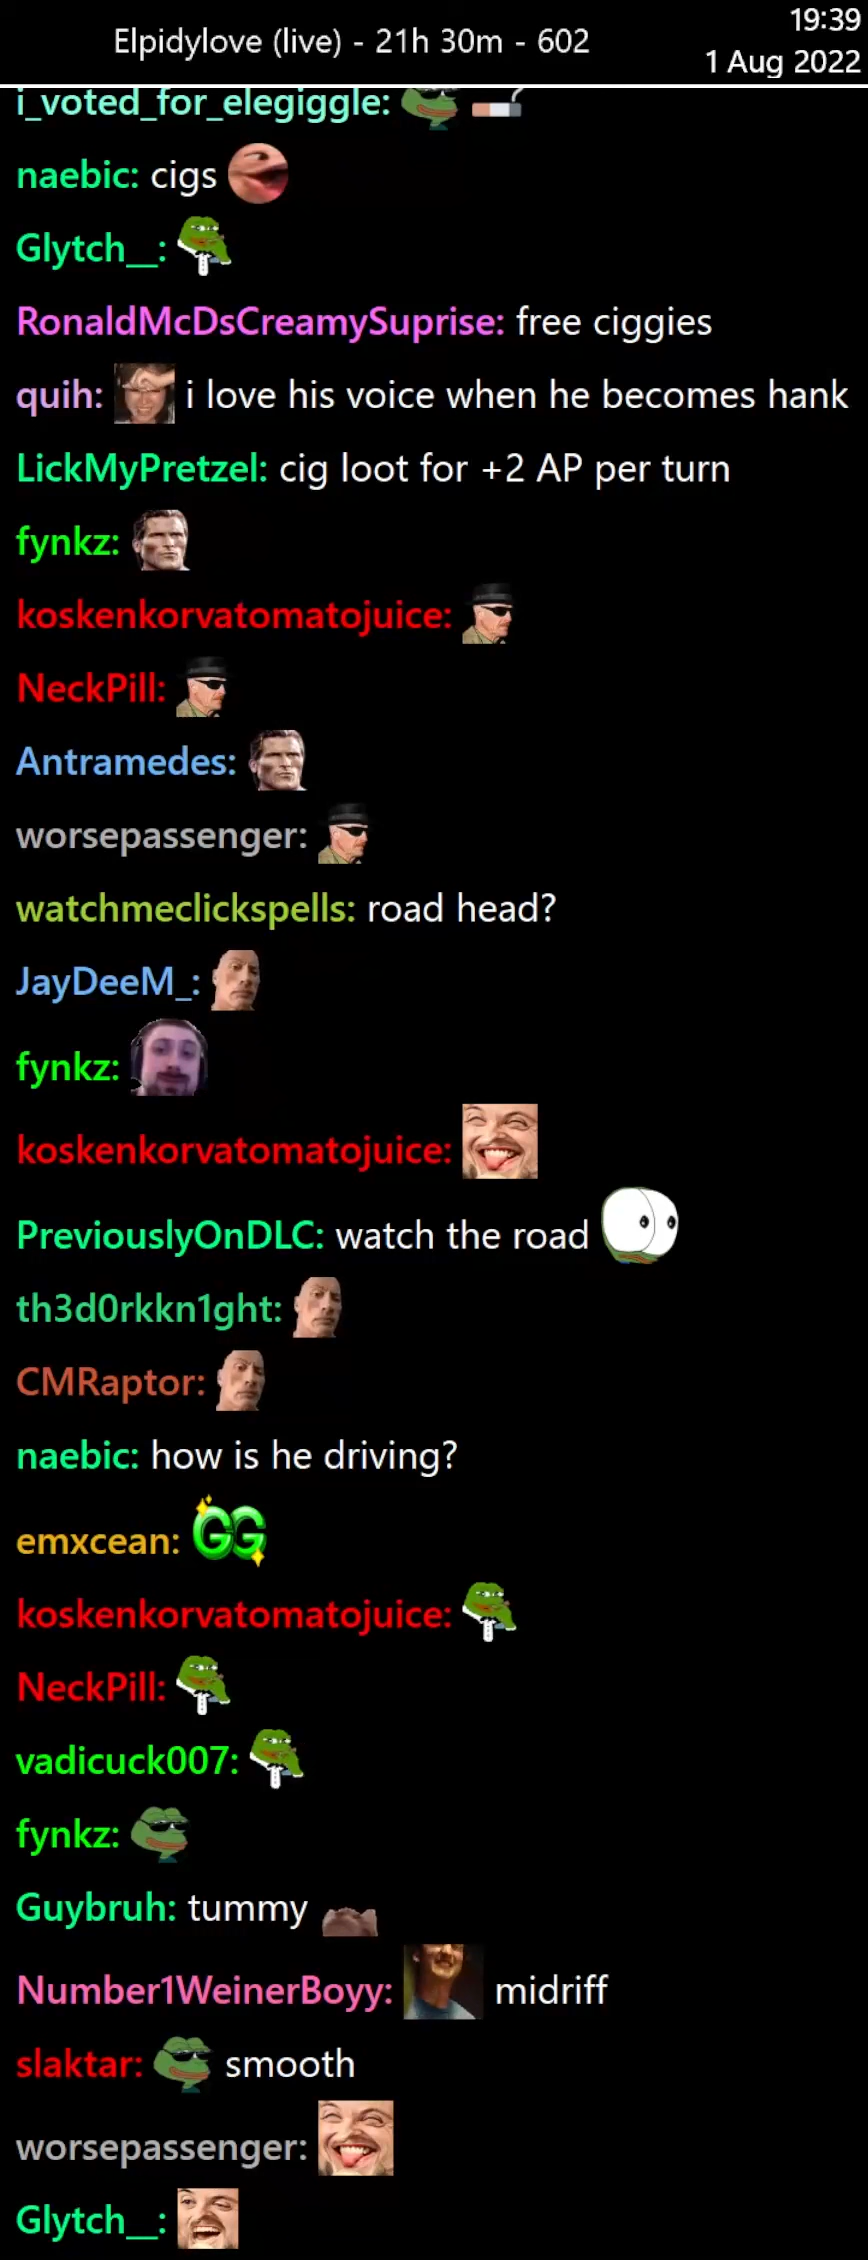 Elpidylove (live) - 21h 30m - 602
19:39
1 Aug 2022
i_voted_for_elegiggle: ?
naebic: cigs
Glytch__:
RonaldMcDsCreamySuprise: free ciggies
quih: i love his voice when he becomes hank
LickMyPretzel: cig loot for +2 AP per turn
fynkz:
koskenkorvatomatojuice:
NeckPill:
Antramedes:
worsepassenger:
watchmeclickspells: road head?
JayDeeM_:
fynkz:
koskenkorvatomatojuice:
PreviouslyOnDLC: watch the road
th3d0rkkn1ght:
CMRaptor:
naebic: how is he driving?
emxcean: GG
koskenkorvatomatojuice:
NeckPill:
vadicuck007:
fynkz:
Guybruh: tummy
Number1WeinerBoyy: midriff
slaktar: smooth
worsepassenger:
Glytch__: